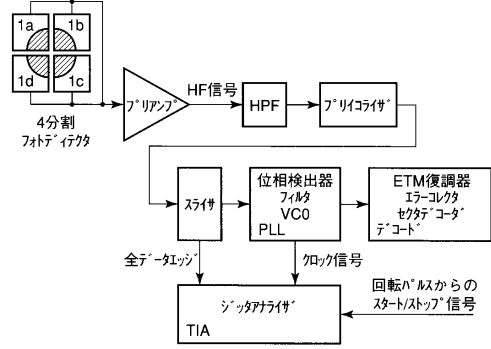 1a
1b
1d
1c
4分割
フォトディテクタ
プリアンプ
HF信号
HPF
プリイコライザ
スライサ
位相検出器
フィルタ
VCO
PLL
ETM復調器
エラーコレクタ
セクタデコーダ
デコード
全データエッジ
クロック信号
ジッタアナライザ
TIA
回転パルスからの
スタート/ストップ信号